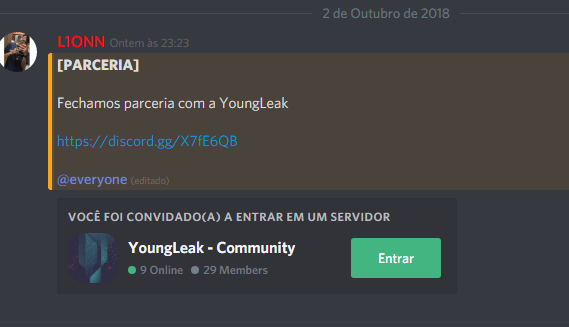 2 de Outubro de 2018
L1ONN Ontem às 23:23
[PARCERIA]
Fechamos parceria com a YoungLeak
https://discord.gg/X7fE6QB
@everyone (editado)
VOCÊ FOI CONVIDADO(A) A ENTRAR EM UM SERVIDOR
YoungLeak - Community
9 Online 29 Members
Entrar